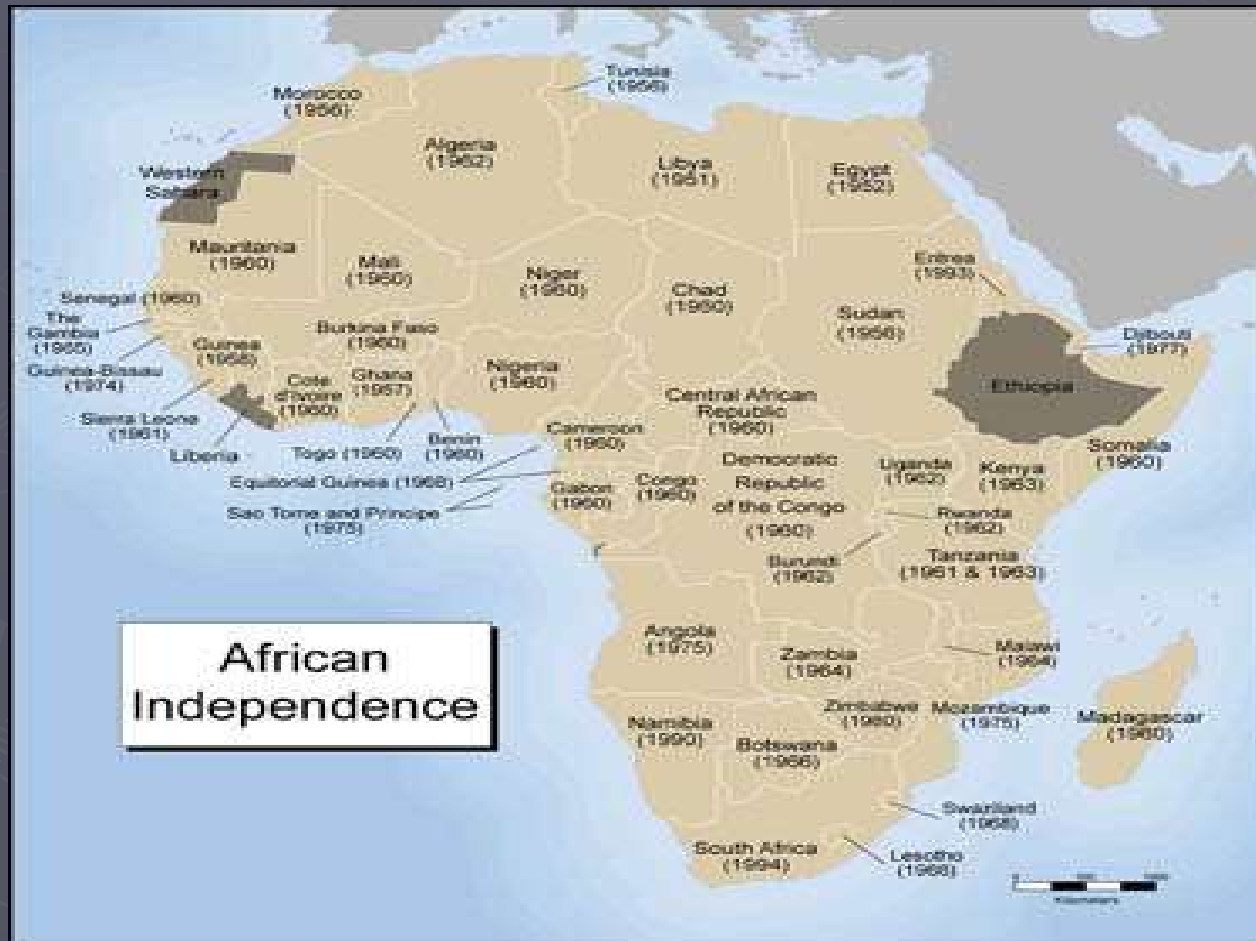 Tunisia
(1956)
Morocco
(1956)
Algeria
(1962)
Libya
(1951)
Egypt
(1952)
Western
Sahara
Mauritania
(1960)
Mali
(1960)
Niger
(1960)
Chad
(1960)
Eritrea
(1993)
Sudan
(1956)
Senegal (1960)
The
Gambia
(1965)
Guinea-Bissau
(1974)
Guinea
(1958)
Burkina Faso
(1960)
Nigeria
(1960)
Djibouti
(1977)
Ethiopia
Cote
d'Ivoire
(1960)
Ghana
(1957)
Sierra Leone
(1961)
Liberia
Togo (1960)
Benin
(1960)
Cameroon
(1960)
Central African
Republic
(1960)
Somalia
(1960)
Equitorial Guinea (1968)
Sao Tome and Principe
(1975)
Gabon
(1960)
Congo
(1960)
Democratic
Republic
of the Congo
(1960)
Uganda
(1962)
Kenya
(1963)
Rwanda
(1962)
Burundi
(1962)
Tanzania
(1961 & 1963)
Angola
(1975)
Zambia
(1964)
Malawi
(1964)
Zimbabwe
(1980)
Mozambique
(1975)
Madagascar
(1960)
Namibia
(1990)
Botswana
(1966)
Swaziland
(1968)
South Africa
(1994)
Lesotho
African
Independence
0
Kilometers